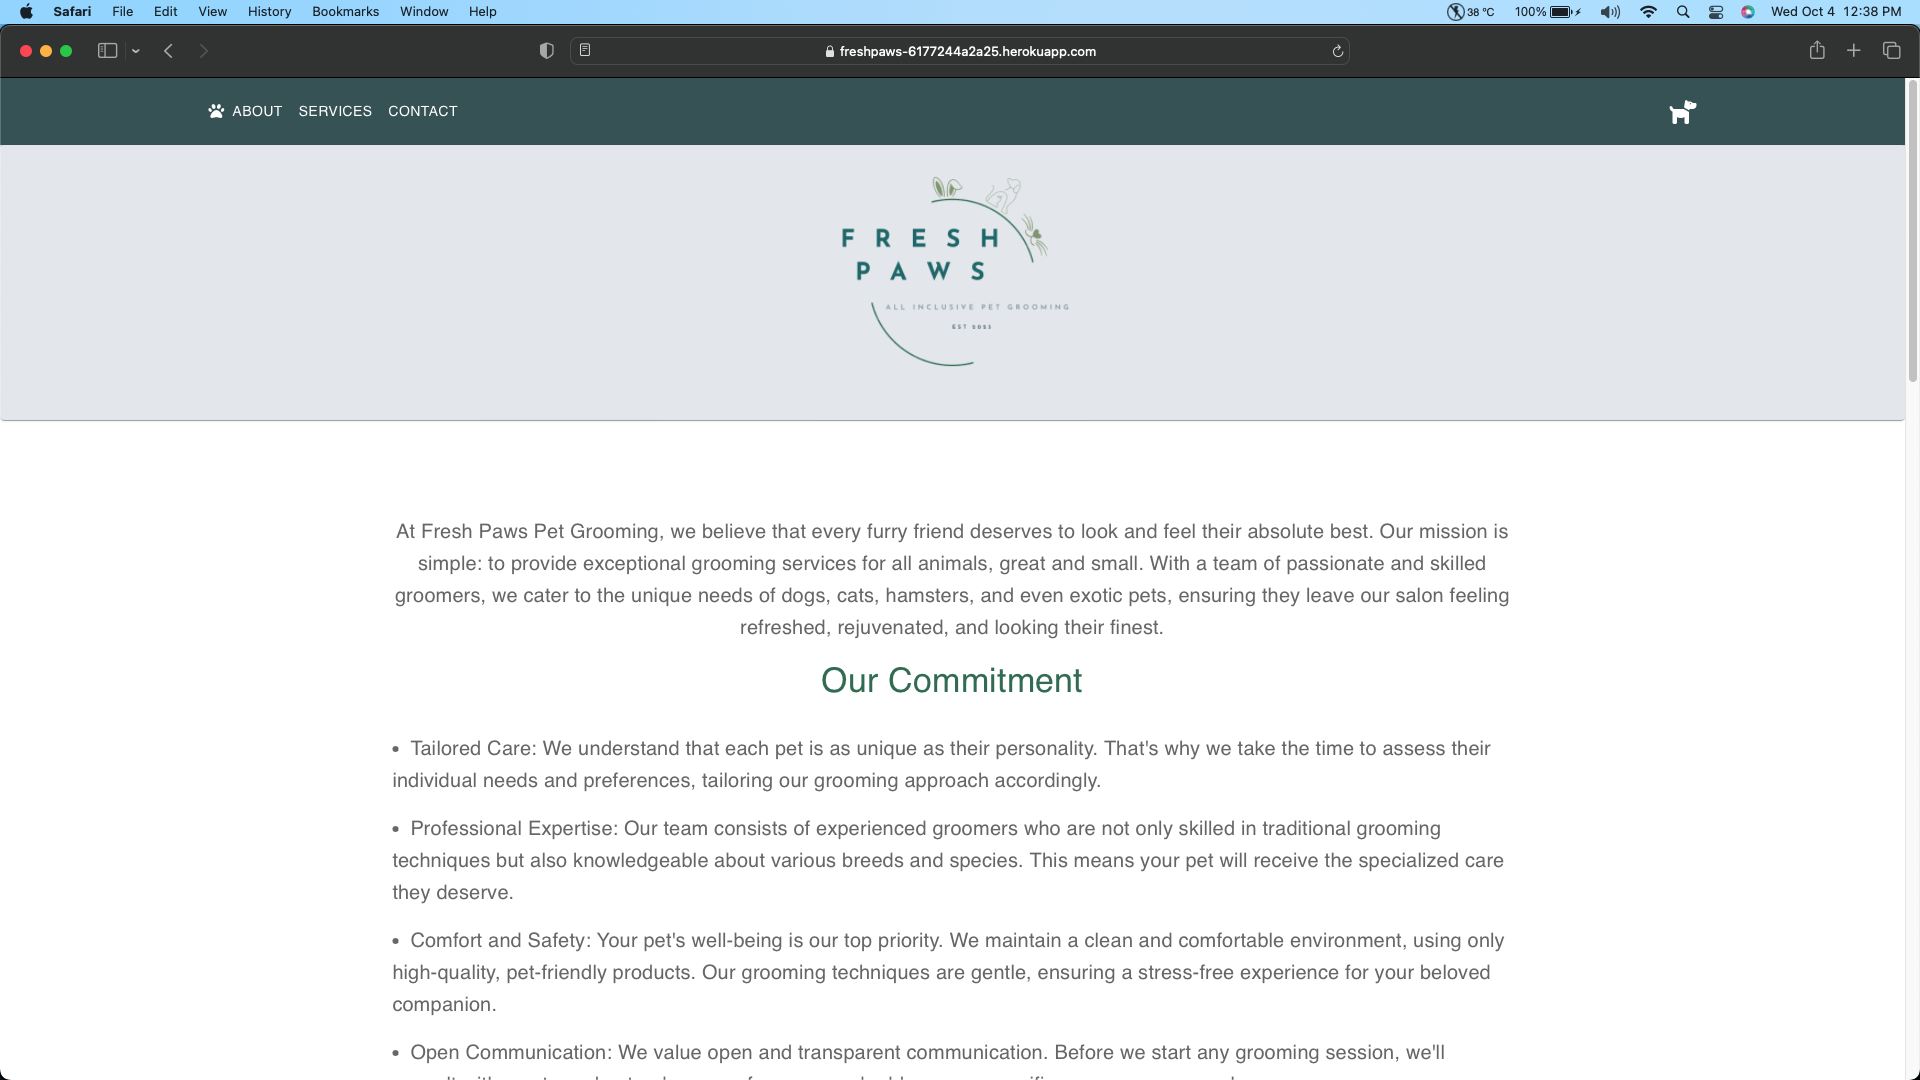 Safari File Edit View History Bookmarks Window Help 38 °C 100% Wed Oct 4 12:38 PM
freshpaws-6177244a2a25.herokuapp.com
ABOUT SERVICES CONTACT
FRESH
PAWS
ALL INCLUSIVE PET GROOMING
EST 2023
At Fresh Paws Pet Grooming, we believe that every furry friend deserves to look and feel their absolute best. Our mission is
simple: to provide exceptional grooming services for all animals, great and small. With a team of passionate and skilled
groomers, we cater to the unique needs of dogs, cats, hamsters, and even exotic pets, ensuring they leave our salon feeling
refreshed, rejuvenated, and looking their finest.
Our Commitment
• Tailored Care: We understand that each pet is as unique as their personality. That's why we take the time to assess their
individual needs and preferences, tailoring our grooming approach accordingly.
• Professional Expertise: Our team consists of experienced groomers who are not only skilled in traditional grooming
techniques but also knowledgeable about various breeds and species. This means your pet will receive the specialized care
they deserve.
• Comfort and Safety: Your pet's well-being is our top priority. We maintain a clean and comfortable environment, using only
high-quality, pet-friendly products. Our grooming techniques are gentle, ensuring a stress-free experience for your beloved
companion.
• Open Communication: We value open and transparent communication. Before we start any grooming session, we'll